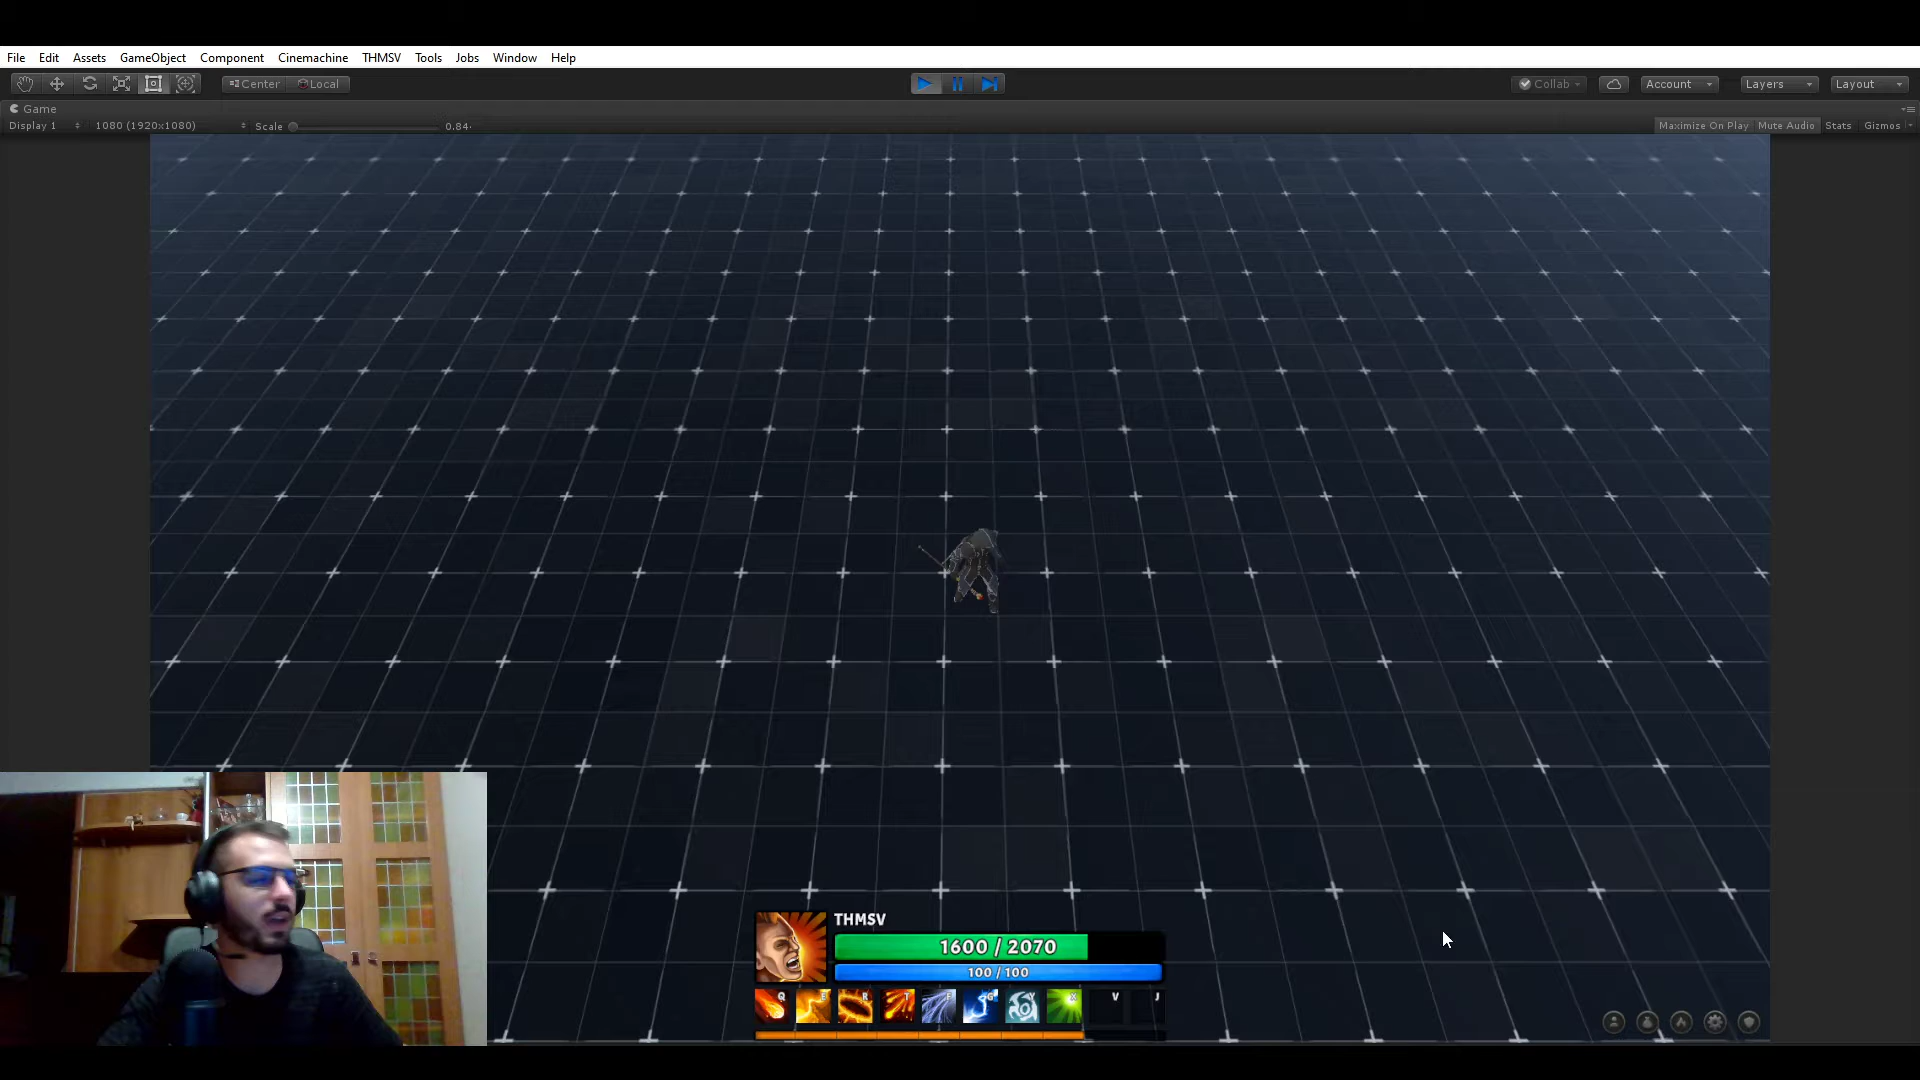 File Edit Assets GameObject Component Cinemachine THMSV Tools Jobs Window Help
Center Local Collab Account Layers Layout
Game
Display 1 1080 (1920x1080) Scale 0.84 Maximize On Play Mute Audio Stats Gizmos
THMSV
1600 / 2070
100 / 100
Q E R T F G Y X V J